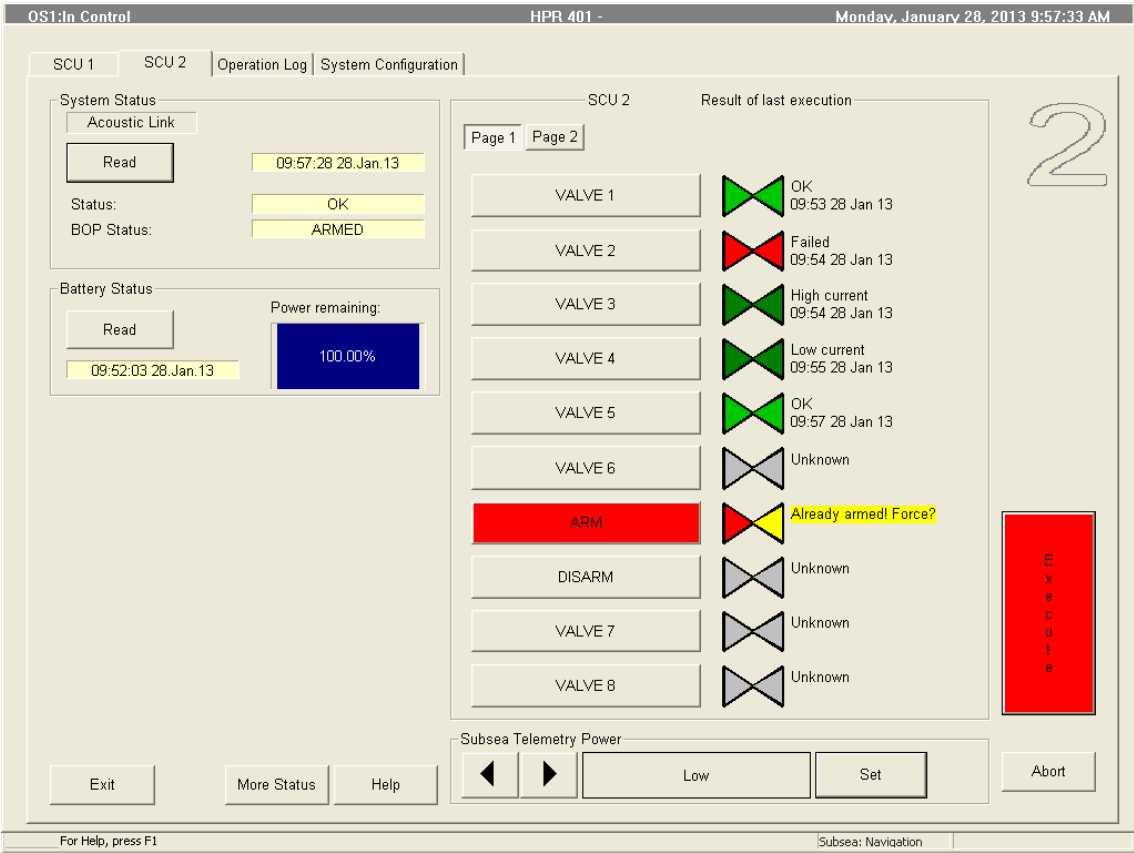 OS1:In Control HPR 401 - Monday, January 28, 2013 9:57:33 AM
SCU 1 SCU 2 Operation Log System Configuration
System Status
Acoustic Link
Read 09:57:28 28.Jan.13
Status: OK
BOP Status: ARMED
Battery Status
Read
Power remaining:
100.00%
09:52:03 28.Jan.13
SCU 2 Result of last execution
Page 1 Page 2
VALVE 1 OK
09:53 28 Jan 13
VALVE 2 Failed
09:54 28 Jan 13
VALVE 3 High current
09:54 28 Jan 13
VALVE 4 Low current
09:55 28 Jan 13
VALVE 5 OK
09:57 28 Jan 13
VALVE 6 Unknown
ARM Already armed! Force?
DISARM Unknown
VALVE 7 Unknown
VALVE 8 Unknown
2
Execute
Subsea Telemetry Power
Low Set
Exit More Status Help
Abort
For Help, press F1 Subsea: Navigation